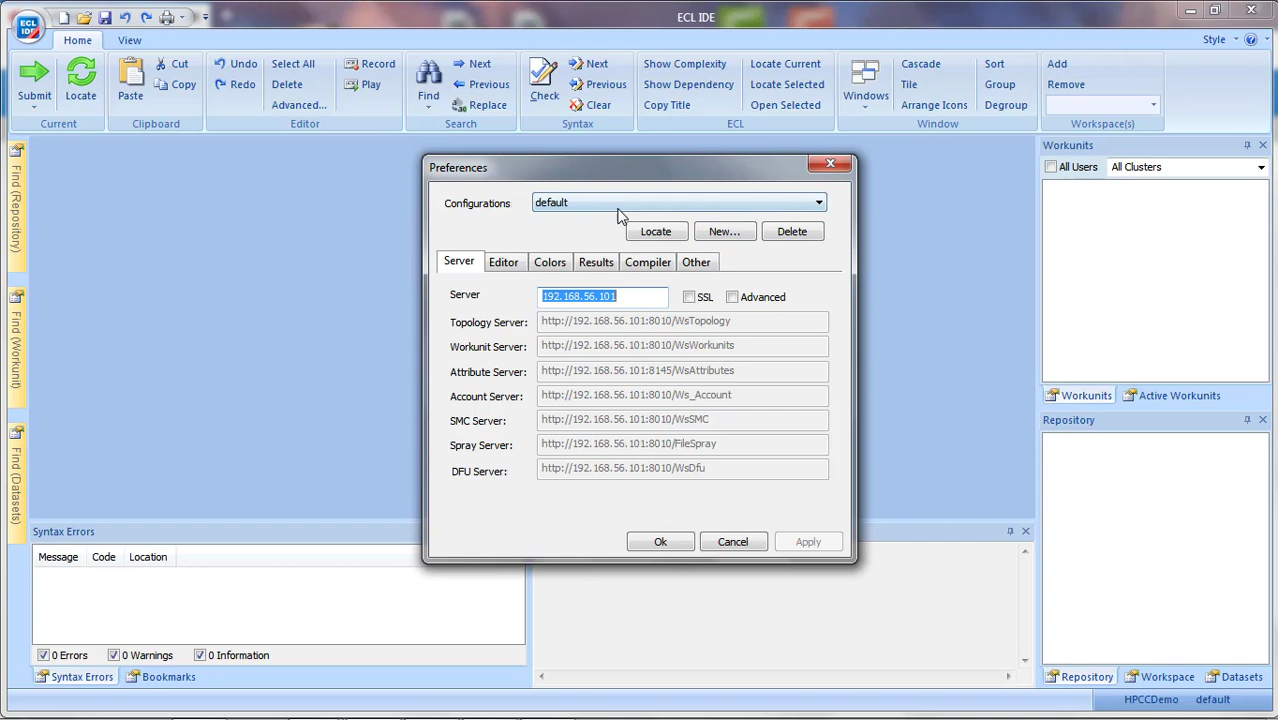 ECL IDE
ECL IDE
Home View Style
Submit Locate Paste Cut Copy Undo Redo Select All Delete Advanced... Record Play Find Next Previous Replace Check Next Previous Clear Show Complexity Show Dependency Copy Title Locate Current Locate Selected Open Selected Windows Cascade Tile Arrange Icons Sort Group Degroup Add Remove
Current Clipboard Editor Search Syntax ECL Window Workspace(s)
Find (Repository)
Find (Workunit)
Find (Datasets)
Preferences
Configurations default
Locate New... Delete
Server Editor Colors Results Compiler Other
Server 192.168.56.101 SSL Advanced
Topology Server: http://192.168.56.101:8010/WsTopology
Workunit Server: http://192.168.56.101:8010/WsWorkunits
Attribute Server: http://192.168.56.101:8145/WsAttributes
Account Server: http://192.168.56.101:8010/Ws_Account
SMC Server: http://192.168.56.101:8010/WsSMC
Spray Server: http://192.168.56.101:8010/FileSpray
DFU Server: http://192.168.56.101:8010/WsDfu
Ok Cancel Apply
Workunits
All Users All Clusters
Workunits Active Workunits
Repository
Repository Workspace Datasets
Syntax Errors
Message Code Location
0 Errors 0 Warnings 0 Information
Syntax Errors Bookmarks
HPCCDemo default